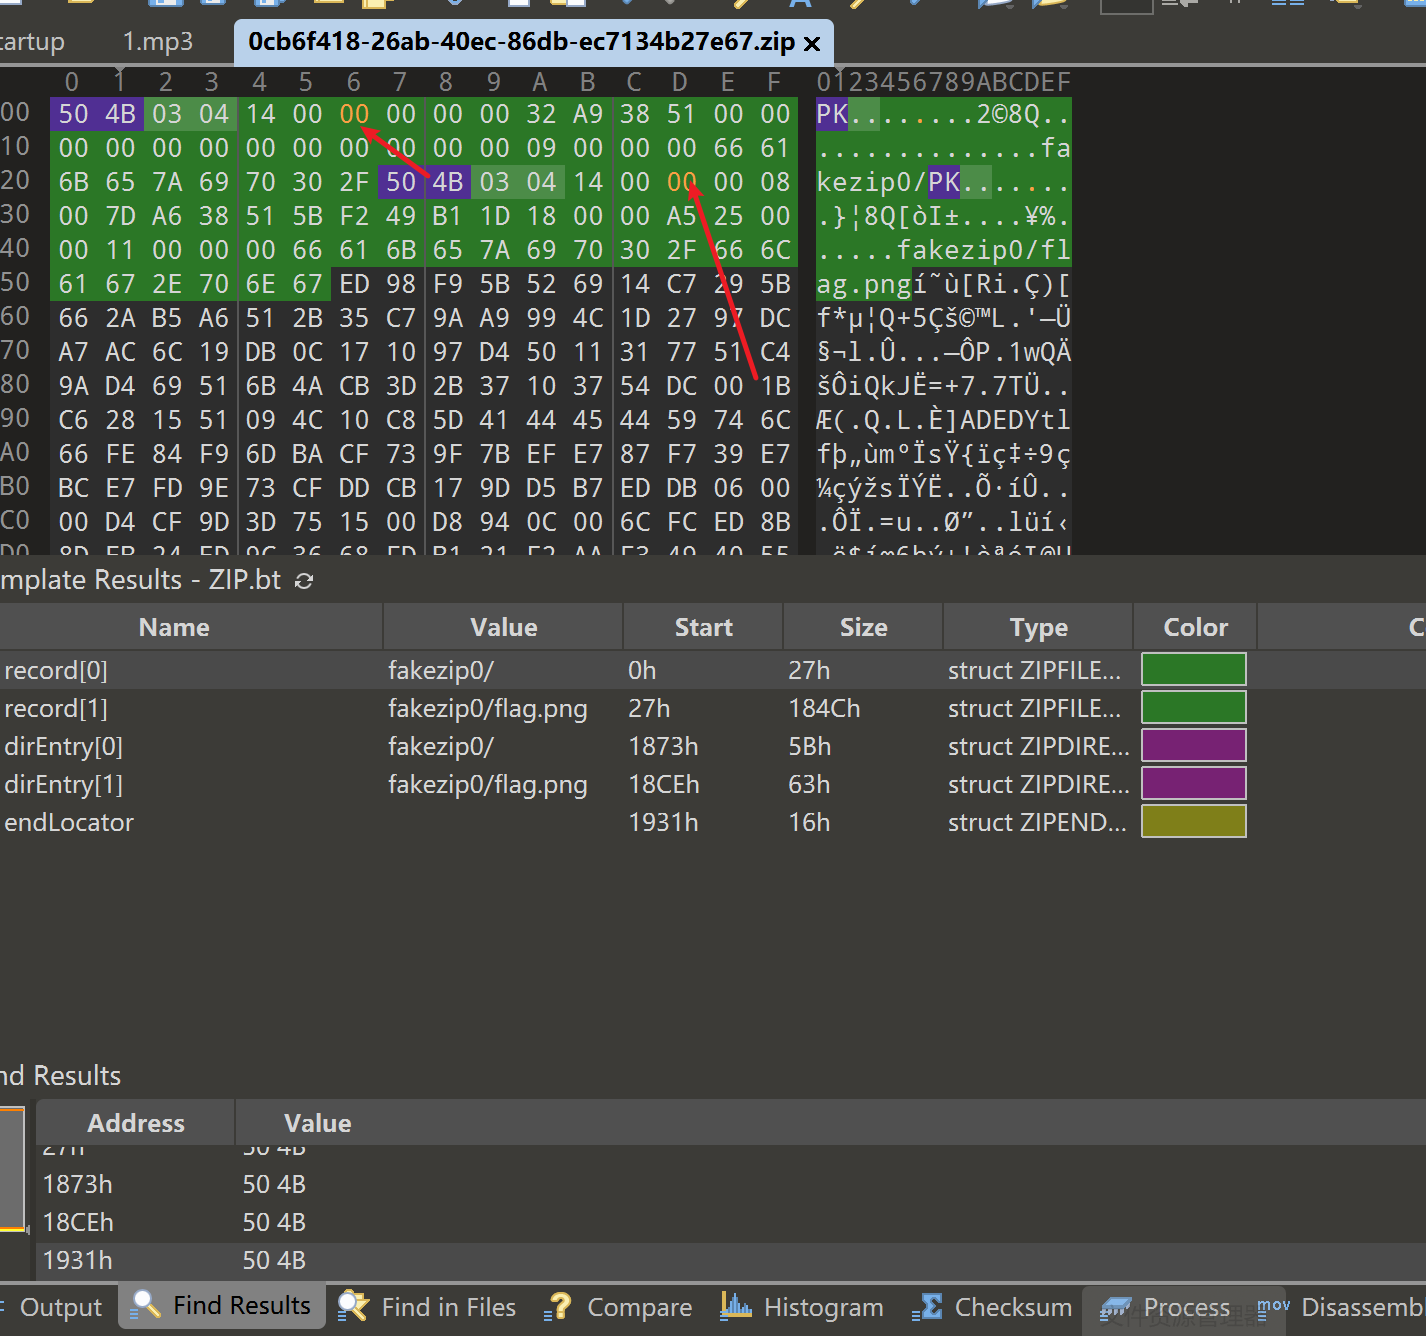 artup 1.mp3 0cb6f418-26ab-40ec-86db-ec7134b27e67.zip ×
0 1 2 3 4 5 6 7 8 9 A B C D E F 0123456789ABCDEF
00 50 4B 03 04 14 00 00 00 00 00 32 A9 38 51 00 00 PK........2©8Q..
10 00 00 00 00 00 00 00 00 00 00 09 00 00 00 66 61 ..............fa
20 6B 65 7A 69 70 30 2F 50 4B 03 04 14 00 00 00 08 kezip0/PK.......
30 00 7D A6 38 51 5B F2 49 B1 1D 18 00 00 A5 25 00 .}¦8Q[òI±....¥%.
40 00 11 00 00 00 66 61 6B 65 7A 69 70 30 2F 66 6C .....fakezip0/fl
50 61 67 2E 70 6E 67 ED 98 F9 5B 52 69 14 C7 29 5B ag.pngí˜ù[Ri.Ç)[
60 66 2A B5 A6 51 2B 35 C7 9A A9 99 4C 1D 27 97 DC f*µ¦Q+5Çš©™L.'—Ü
70 A7 AC 6C 19 DB 0C 17 10 97 D4 50 11 31 77 51 C4 §¬l.Û...—ÔP.1wQÄ
80 9A D4 69 51 6B 4A CB 3D 2B 37 10 37 54 DC 00 1B šÔiQkJË=+7.7TÜ..
90 C6 28 15 51 09 4C 10 C8 5D 41 44 45 44 59 74 6C Æ(.Q.L.È]ADEDYtl
A0 66 FE 84 F9 6D BA CF 73 9F 7B EF E7 87 F7 39 E7 fþ„ùmºÏsŸ{ïç‡÷9ç
B0 BC E7 FD 9E 73 CF DD CB 17 9D D5 B7 ED DB 06 00 ¼çýžsÏÝË..Õ·íÛ..
C0 00 D4 CF 9D 3D 75 15 00 D8 94 0C 00 6C FC ED 8B .ÔÏ.=u..Ø”..lüí‹
mplate Results - ZIP.bt
Name Value Start Size Type Color C
record[0] fakezip0/ 0h 27h struct ZIPFILE...
record[1] fakezip0/flag.png 27h 184Ch struct ZIPFILE...
dirEntry[0] fakezip0/ 1873h 5Bh struct ZIPDIRE...
dirEntry[1] fakezip0/flag.png 18CEh 63h struct ZIPDIRE...
endLocator 1931h 16h struct ZIPEND...
nd Results
Address Value
27h 50 4B
1873h 50 4B
18CEh 50 4B
1931h 50 4B
Output Find Results Find in Files Compare Histogram Checksum Process mov Disassemb